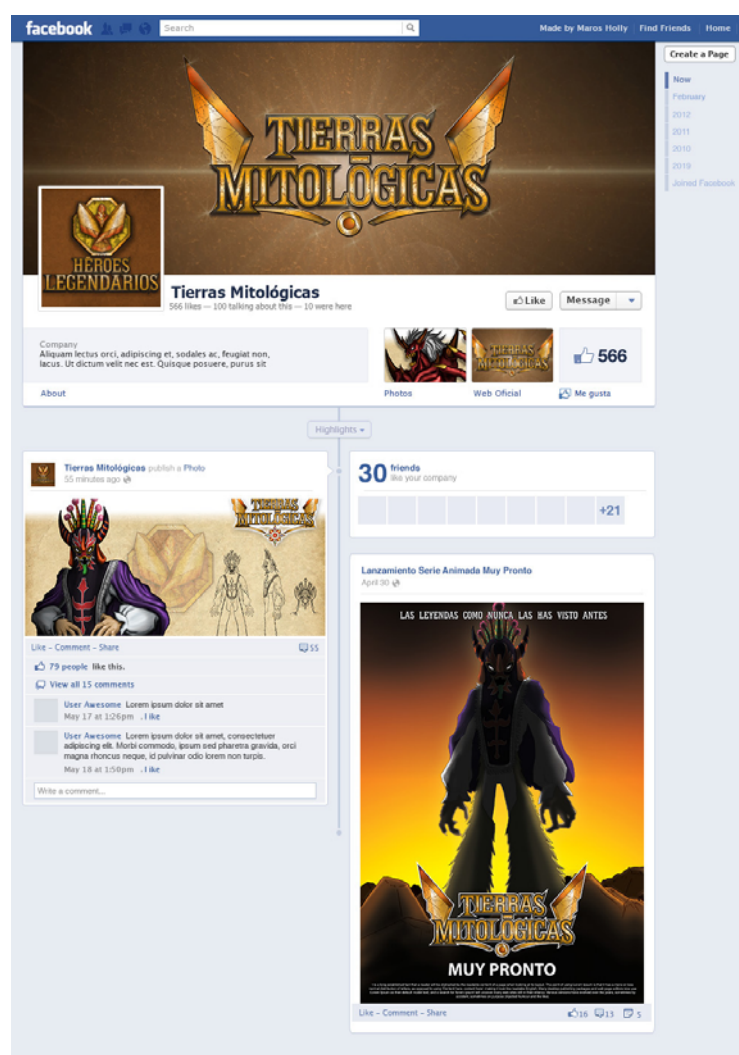 facebook
Search
Made by Maros Holly
Find Friends
Home
Create a Page
Now
February
2012
2011
2010
2019
Joined Facebook
TIERRAS
MITOLÓGICAS
HÉROES
LEGENDARIOS
Tierras Mitológicas
566 likes — 100 talking about this — 10 were here
Like
Message
Company
Aliquam lectus orci, adipiscing et, sodales ac, feugiat non,
lacus. Ut dictum velit nec est. Quisque posuere, purus sit
TIERRAS
MITOLÓGICAS
566
About
Photos
Web Oficial
Me gusta
Highlights
Tierras Mitológicas publish a Photo
55 minutes ago
TIERRAS
MITOLÓGICAS
Like – Comment – Share
55
79 people like this.
View all 15 comments
User Awesome Lorem ipsum dolor sit amet
May 17 at 1:26pm . Like
User Awesome Lorem ipsum dolor sit amet, consectetuer
adipiscing elit. Morbi commodo, ipsum sed pharetra gravida, orci
magna rhoncus neque, id pulvinar odio lorem non turpis.
May 18 at 1:50pm . Like
Write a comment...
30 friends
like your company
+21
Lanzamiento Serie Animada Muy Pronto
April 30
LAS LEYENDAS COMO NUNCA LAS HAS VISTO ANTES
TIERRAS
MITOLÓGICAS
MUY PRONTO
Like – Comment – Share
16
13
5